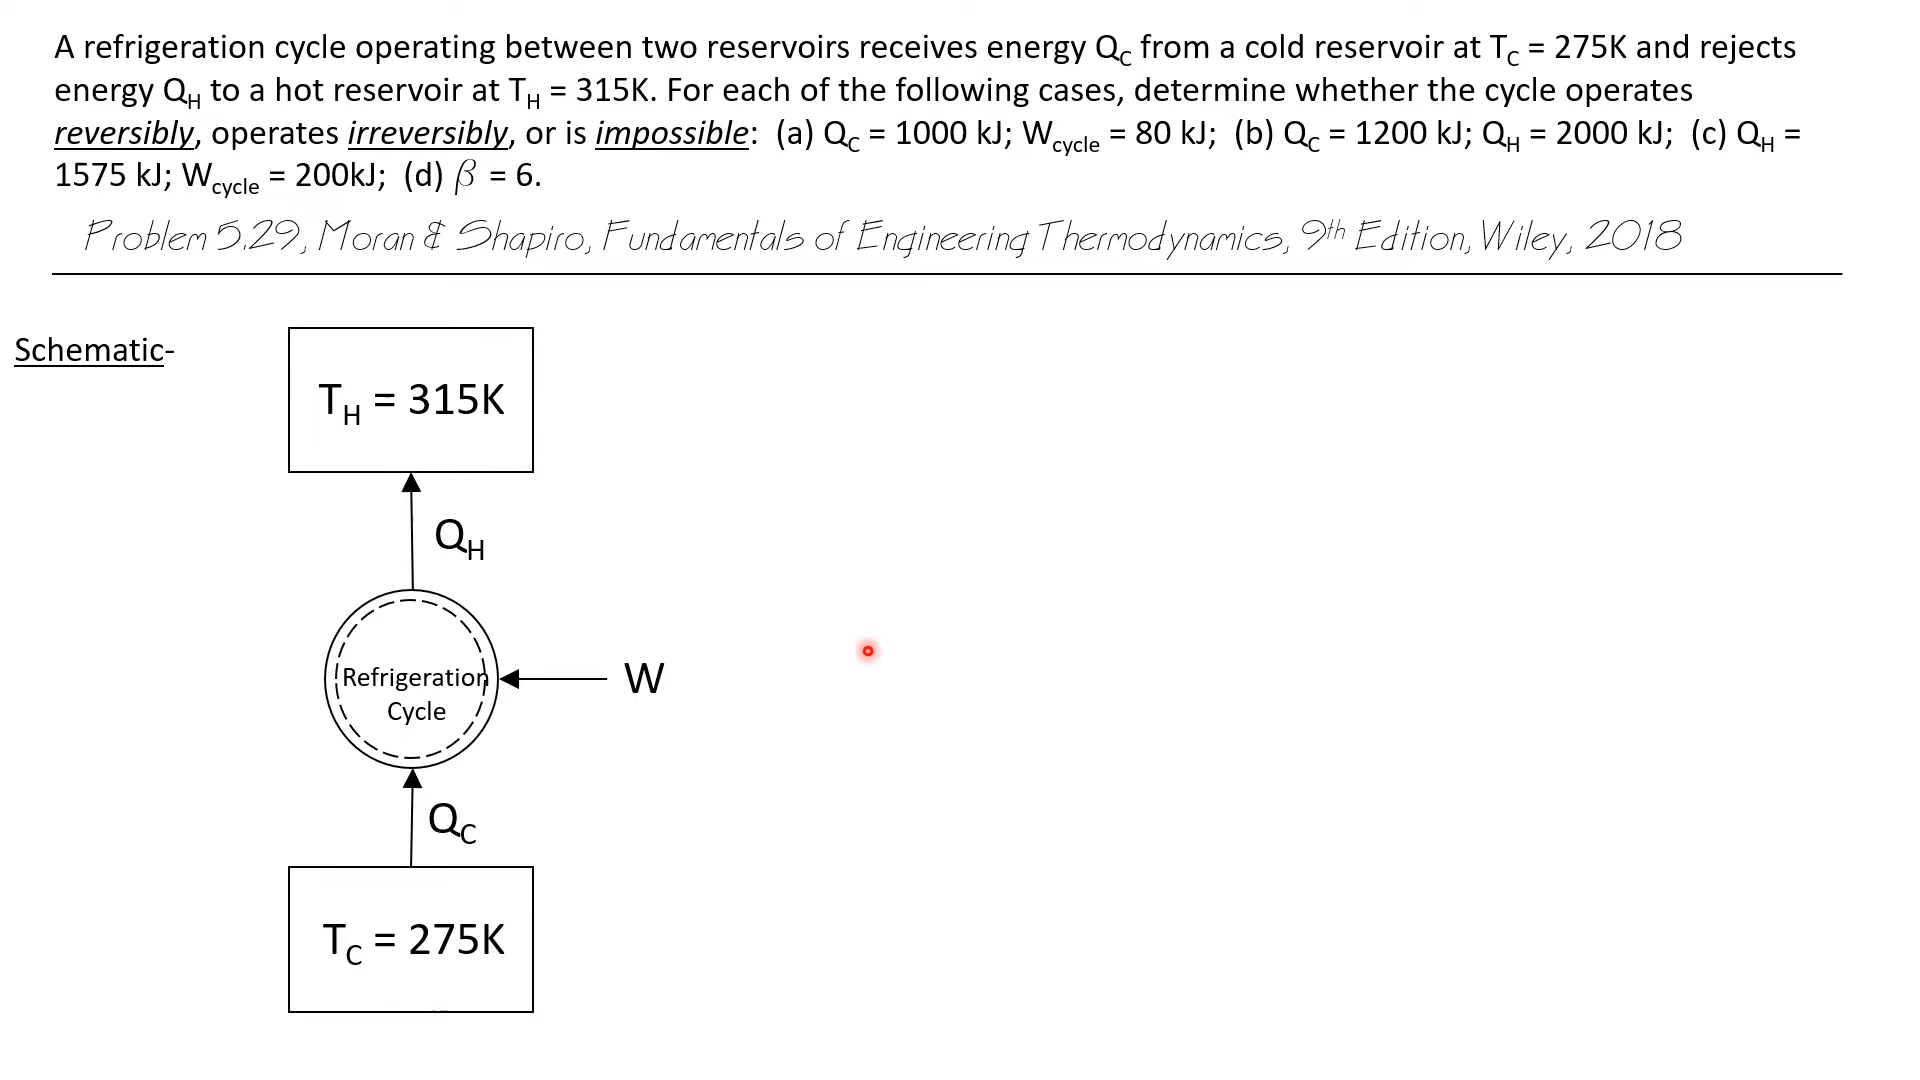 A refrigeration cycle operating between two reservoirs receives energy Q_C from a cold reservoir at T_C = 275K and rejects
energy Q_H to a hot reservoir at T_H = 315K. For each of the following cases, determine whether the cycle operates
reversibly, operates irreversibly, or is impossible: (a) Q_C = 1000 kJ; W_cycle = 80 kJ; (b) Q_C = 1200 kJ; Q_H = 2000 kJ; (c) Q_H =
1575 kJ; W_cycle = 200kJ; (d) β = 6.
Problem 5.29, Moran & Shapiro, Fundamentals of Engineering Thermodynamics, 9th Edition, Wiley, 2018
Schematic-
T_H = 315K
Q_H
Refrigeration
Cycle
W
Q_C
T_C = 275K